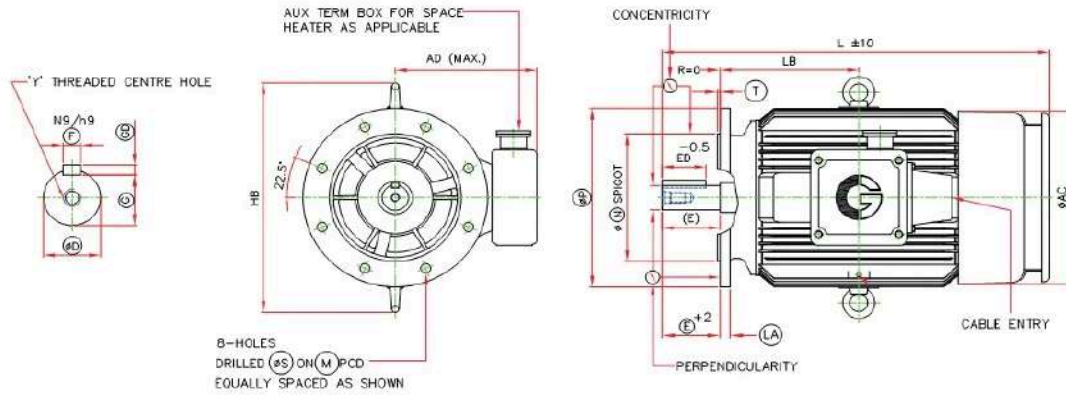 AUX TERM BOX FOR SPACE
HEATER AS APPLICABLE
'Y' THREADED CENTRE HOLE
N9/h9
F
GD
G
øD
AD (MAX.)
HB
22.5°
8-HOLES
DRILLED øS ON M PCD
EQUALLY SPACED AS SHOWN
CONCENTRICITY
L ±10
R=0
LB
T
-0.5
ED
øP
ø N SPIGOT
(E)
øAC
E +2
LA
CABLE ENTRY
PERPENDICULARITY
G